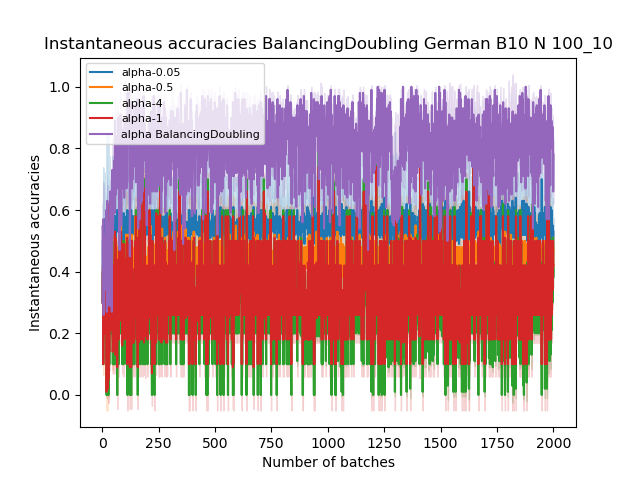 Instantaneous accuracies BalancingDoubling German B10 N 100_10
alpha-0.05
alpha-0.5
alpha-4
alpha-1
alpha BalancingDoubling
Instantaneous accuracies
1.0
0.8
0.6
0.4
0.2
0.0
0
250
500
750
1000
1250
1500
1750
2000
Number of batches